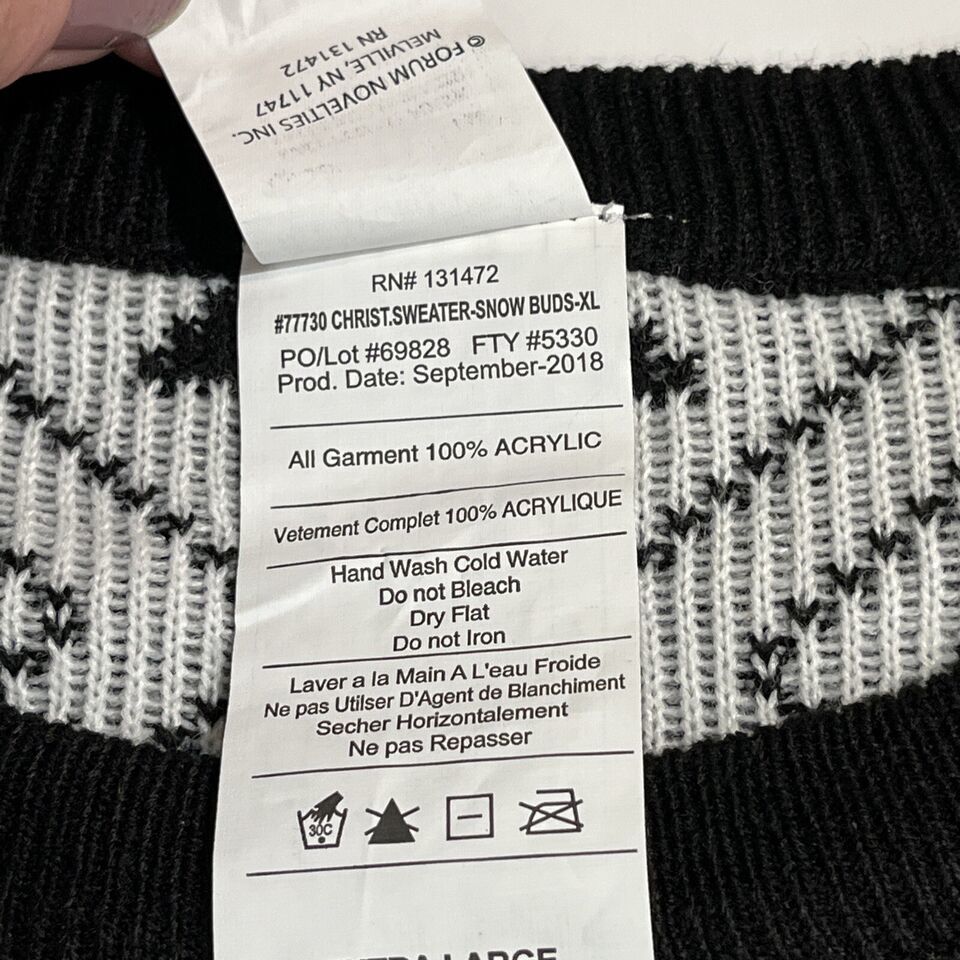 © FORUM NOVELTIES INC.
MELVILLE, NY 11747
RN 131472
RN# 131472
#77730 CHRIST.SWEATER-SNOW BUDS-XL
PO/Lot #69828 FTY #5330
Prod. Date: September-2018
All Garment 100% ACRYLIC
Vetement Complet 100% ACRYLIQUE
Hand Wash Cold Water
Do not Bleach
Dry Flat
Do not Iron
Laver a la Main A L'eau Froide
Ne pas Utilser D'Agent de Blanchiment
Secher Horizontalement
Ne pas Repasser
30C
EXTRA LARGE